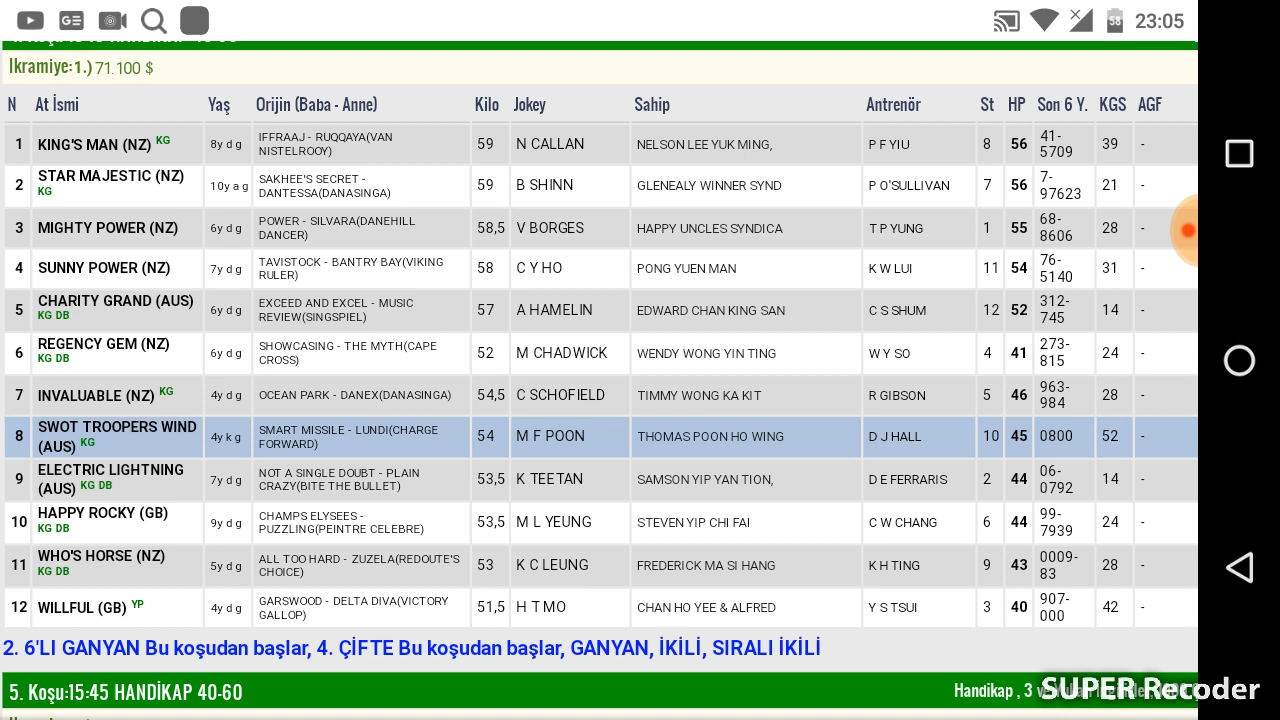 58 23:05
İkramiye:1.) 71.100 $
N At İsmi Yaş Orijin (Baba - Anne) Kilo Jokey Sahip Antrenör St HP Son 6 Y. KGS AGF
1 KING'S MAN (NZ) KG 8y d g IFFRAAJ - RUQQAYA(VAN NISTELROOY) 59 N CALLAN NELSON LEE YUK MING, P F YIU 8 56 41-5709 39 -
2 STAR MAJESTIC (NZ) KG 10y a g SAKHEE'S SECRET - DANTESSA(DANASINGA) 59 B SHINN GLENEALY WINNER SYND P O'SULLIVAN 7 56 7-97623 21 -
3 MIGHTY POWER (NZ) 6y d g POWER - SILVARA(DANEHILL DANCER) 58,5 V BORGES HAPPY UNCLES SYNDICA T P YUNG 1 55 68-8606 28 -
4 SUNNY POWER (NZ) 7y d g TAVISTOCK - BANTRY BAY(VIKING RULER) 58 C Y HO PONG YUEN MAN K W LUI 11 54 76-5140 31 -
5 CHARITY GRAND (AUS) KG DB 6y d g EXCEED AND EXCEL - MUSIC REVIEW(SINGSPIEL) 57 A HAMELIN EDWARD CHAN KING SAN C S SHUM 12 52 312-745 14 -
6 REGENCY GEM (NZ) KG DB 6y d g SHOWCASING - THE MYTH(CAPE CROSS) 52 M CHADWICK WENDY WONG YIN TING W Y SO 4 41 273-815 24 -
7 INVALUABLE (NZ) KG 4y d g OCEAN PARK - DANEX(DANASINGA) 54,5 C SCHOFIELD TIMMY WONG KA KIT R GIBSON 5 46 963-984 28 -
8 SWOT TROOPERS WIND (AUS) KG 4y k g SMART MISSILE - LUNDI(CHARGE FORWARD) 54 M F POON THOMAS POON HO WING D J HALL 10 45 0800 52 -
9 ELECTRIC LIGHTNING (AUS) KG DB 7y d g NOT A SINGLE DOUBT - PLAIN CRAZY(BITE THE BULLET) 53,5 K TEETAN SAMSON YIP YAN TION, D E FERRARIS 2 44 06-0792 14 -
10 HAPPY ROCKY (GB) KG DB 9y d g CHAMPS ELYSEES - PUZZLING(PEINTRE CELEBRE) 53,5 M L YEUNG STEVEN YIP CHI FAI C W CHANG 6 44 99-7939 24 -
11 WHO'S HORSE (NZ) KG DB 5y d g ALL TOO HARD - ZUZELA(REDOUTE'S CHOICE) 53 K C LEUNG FREDERICK MA SI HANG K H TING 9 43 0009-83 28 -
12 WILLFUL (GB) YP 4y d g GARSWOOD - DELTA DIVA(VICTORY GALLOP) 51,5 H T MO CHAN HO YEE & ALFRED Y S TSUI 3 40 907-000 42 -
2. 6'LI GANYAN Bu koşudan başlar, 4. ÇİFTE Bu koşudan başlar, GANYAN, İKİLİ, SIRALI İKİLİ
5. Koşu:15:45 HANDİKAP 40-60 Handikap , 3
SUPER Recorder